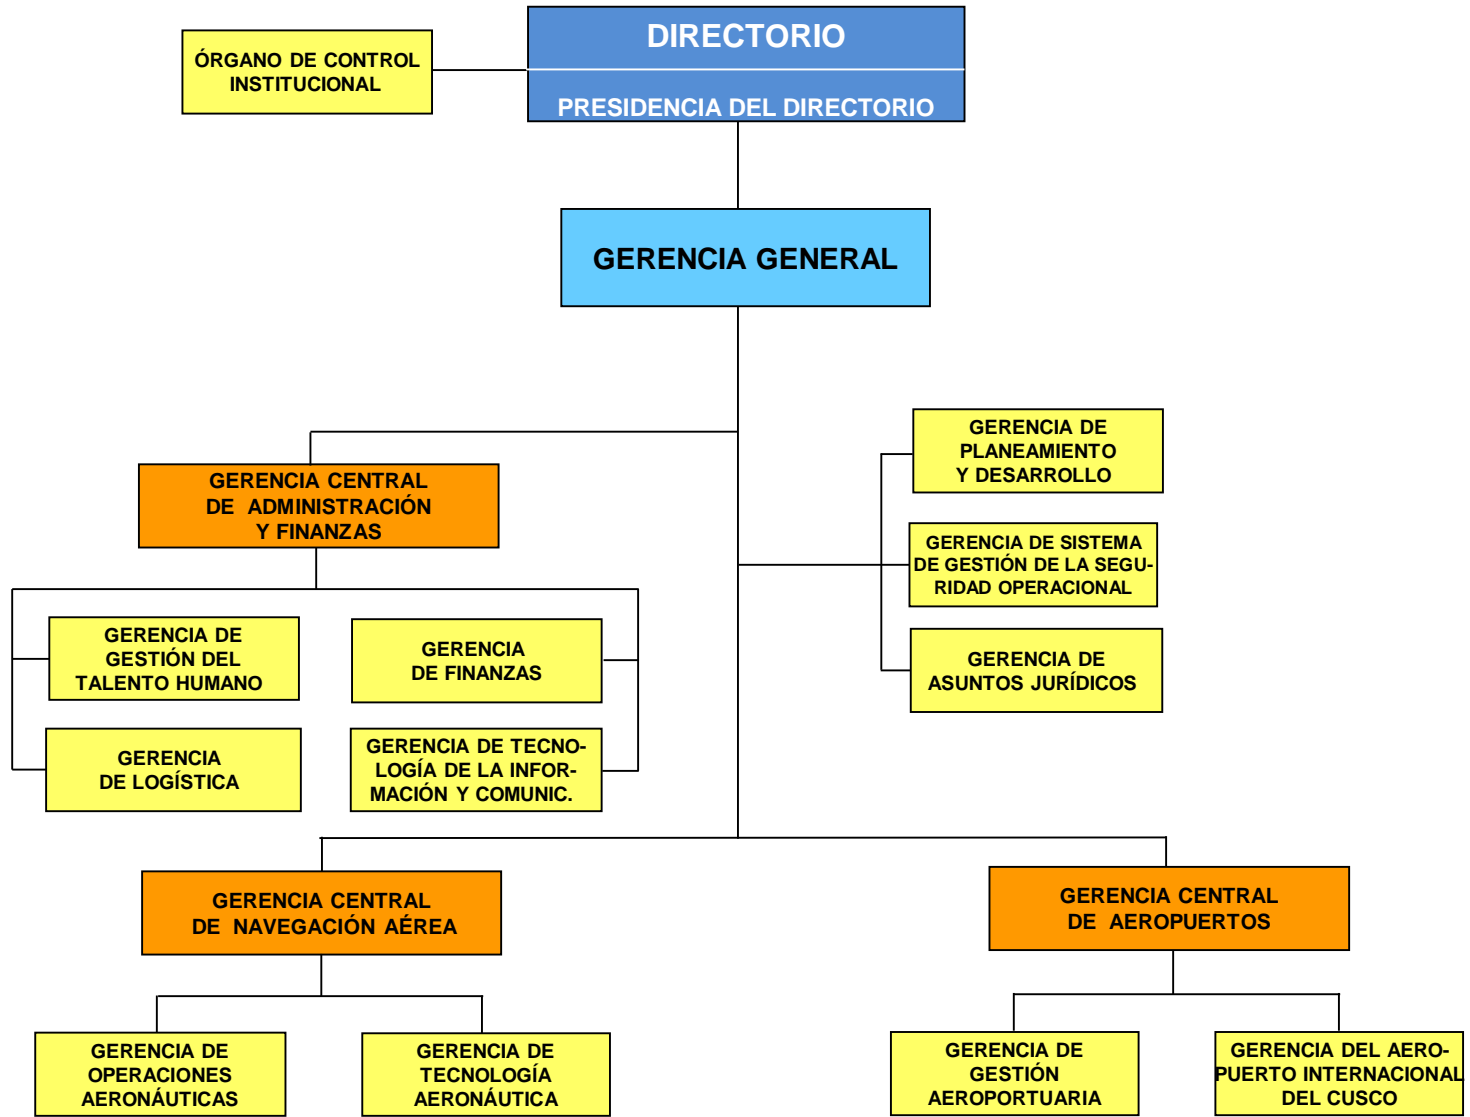 DIRECTORIO
PRESIDENCIA DEL DIRECTORIO
ÓRGANO DE CONTROL
INSTITUCIONAL
GERENCIA GENERAL
GERENCIA DE
PLANEAMIENTO
Y DESARROLLO
GERENCIA DE SISTEMA
DE GESTIÓN DE LA SEGU-
RIDAD OPERACIONAL
GERENCIA DE
ASUNTOS JURÍDICOS
GERENCIA CENTRAL
DE ADMINISTRACIÓN
Y FINANZAS
GERENCIA DE
GESTIÓN DEL
TALENTO HUMANO
GERENCIA
DE FINANZAS
GERENCIA
DE LOGÍSTICA
GERENCIA DE TECNO-
LOGÍA DE LA INFOR-
MACIÓN Y COMUNIC.
GERENCIA CENTRAL
DE NAVEGACIÓN AÉREA
GERENCIA CENTRAL
DE AEROPUERTOS
GERENCIA DE
OPERACIONES
AERONÁUTICAS
GERENCIA DE
TECNOLOGÍA
AERONÁUTICA
GERENCIA DE
GESTIÓN
AEROPORTUARIA
GERENCIA DEL AERO-
PUERTO INTERNACIONAL
DEL CUSCO